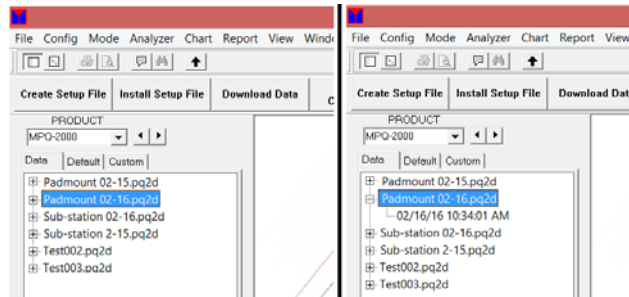 File Config Mode Analyzer Chart Report View Windo
Create Setup File Install Setup File Download Data C
PRODUCT
MPQ-2000
Data Default Custom
Padmount 02-15.pq2d
Padmount 02-16.pq2d
Sub-station 02-16.pq2d
Sub-station 2-15.pq2d
Test002.pq2d
Test003.pq2d
File Config Mode Analyzer Chart Report View
Create Setup File Install Setup File Download Dat
PRODUCT
MPQ-2000
Data Default Custom
Padmount 02-15.pq2d
Padmount 02-16.pq2d
02/16/16 10:34:01 AM
Sub-station 02-16.pq2d
Sub-station 2-15.pq2d
Test002.pq2d
Test003.pq2d